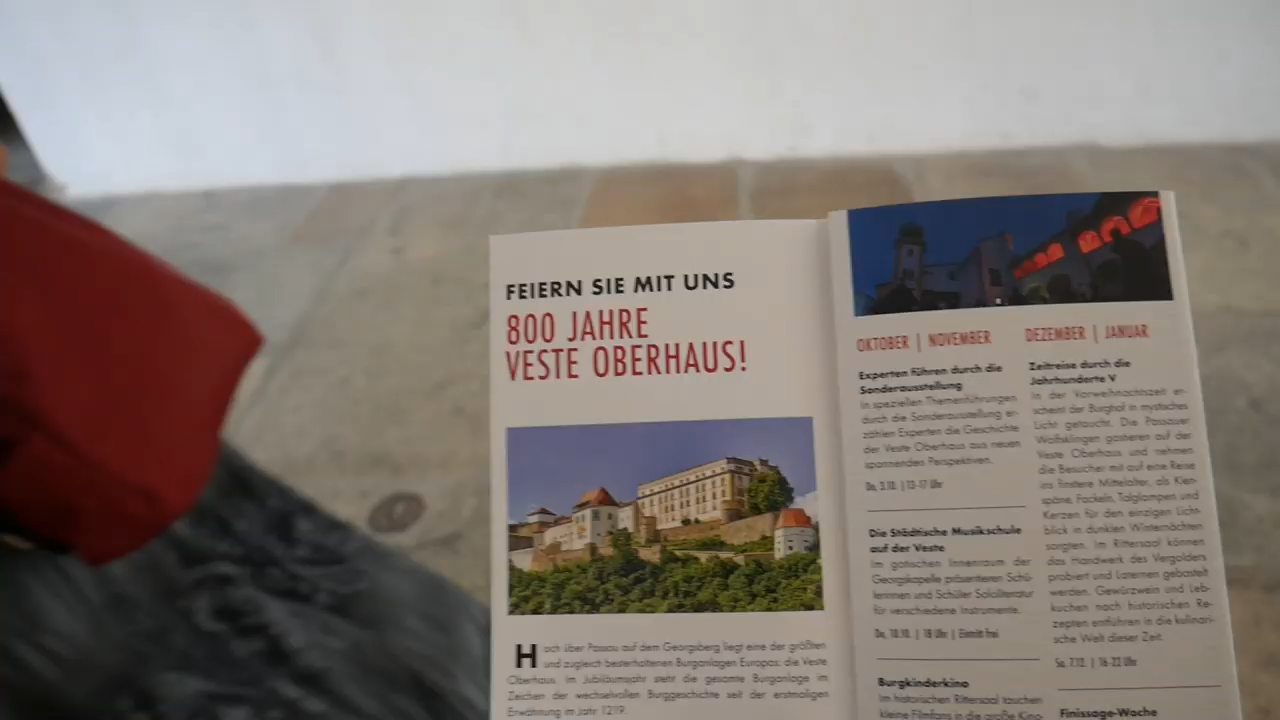 FEIERN SIE MIT UNS
800 JAHRE
VESTE OBERHAUS!
Hoch über Passau auf dem Georgsberg liegt eine der größten
und zugleich besterhaltenen Burganlagen Europas: die Veste
Oberhaus. Im Jubiläumsjahr steht die gesamte Burganlage im
Zeichen der wechselvollen Burggeschichte seit der erstmaligen
Erwähnung im Jahr 1219.
OKTOBER | NOVEMBER
Experten führen durch die
Sonderausstellung
In speziellen Themenführungen
durch die Sonderausstellung er-
zählen Experten die Geschichte
der Veste Oberhaus aus neuen
spannenden Perspektiven.
Do, 3.10. | 13-17 Uhr
Die Städtische Musikschule
auf der Veste
Im gotischen Innenraum der
Georgskapelle präsentieren Schü-
lerinnen und Schüler Sololiteratur
für verschiedene Instrumente.
Do, 10.10. | 18 Uhr | Eintritt frei
Burgkinderkino
Im historischen Rittersaal tauchen
kleine Filmfans in die große Kino-
DEZEMBER | JANUAR
Zeitreise durch die
Jahrhunderte V
In der Vorweihnachtszeit er-
scheint der Burghof in mystisches
Licht getaucht. Die Passauer
Wolfsklingen gastieren auf der
Veste Oberhaus und nehmen
die Besucher mit auf eine Reise
ins finstere Mittelalter, als Kien-
späne, Fackeln, Talglampen und
Kerzen für den einzigen Licht-
blick in dunklen Winternächten
sorgten. Im Rittersaal können
das Handwerk des Vergolders
probiert und Laternen gebastelt
werden. Gewürzwein und Leb-
kuchen nach historischen Re-
zepten entführen in die kulinari-
sche Welt dieser Zeit.
Sa, 7.12. | 16-22 Uhr
Finissage-Woche